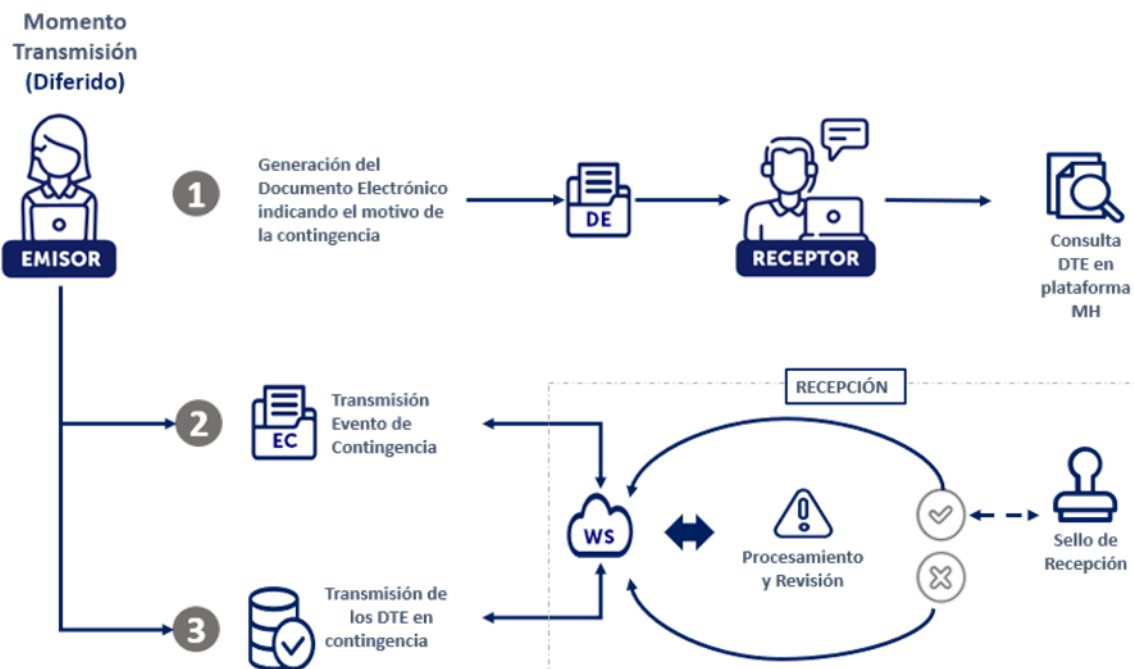 Momento
Transmisión
(Diferido)
EMISOR
1
Generación del
Documento Electrónico
indicando el motivo de
la contingencia
DE
RECEPTOR
Consulta
DTE en
plataforma
MH
2
EC
Transmisión
Evento de
Contingencia
RECEPCIÓN
WS
Procesamiento
y Revisión
Sello de
Recepción
3
Transmisión de
los DTE en
contingencia